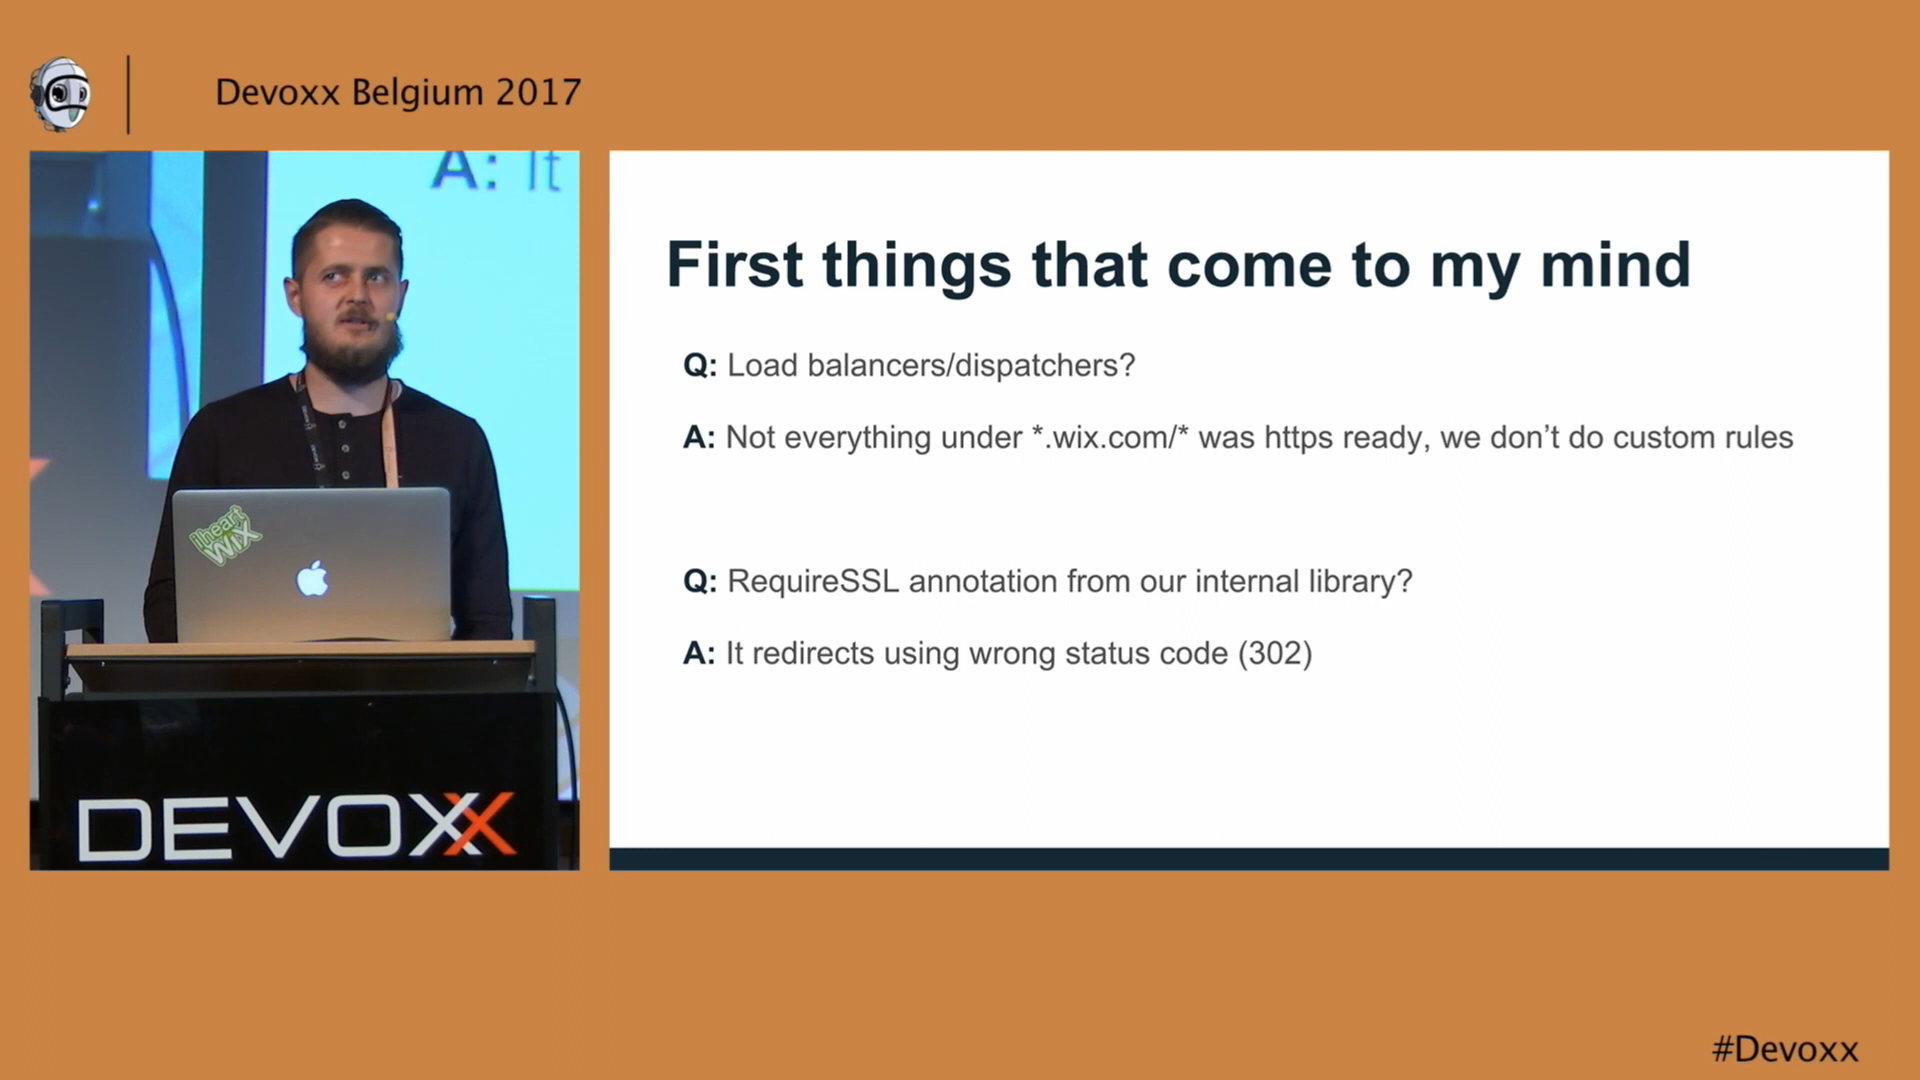 Devoxx Belgium 2017
A: It
First things that come to my mind
Q: Load balancers/dispatchers?
A: Not everything under *.wix.com/* was https ready, we don’t do custom rules
Q: RequireSSL annotation from our internal library?
A: It redirects using wrong status code (302)
i heart
WiX
DEVOXX
#Devoxx